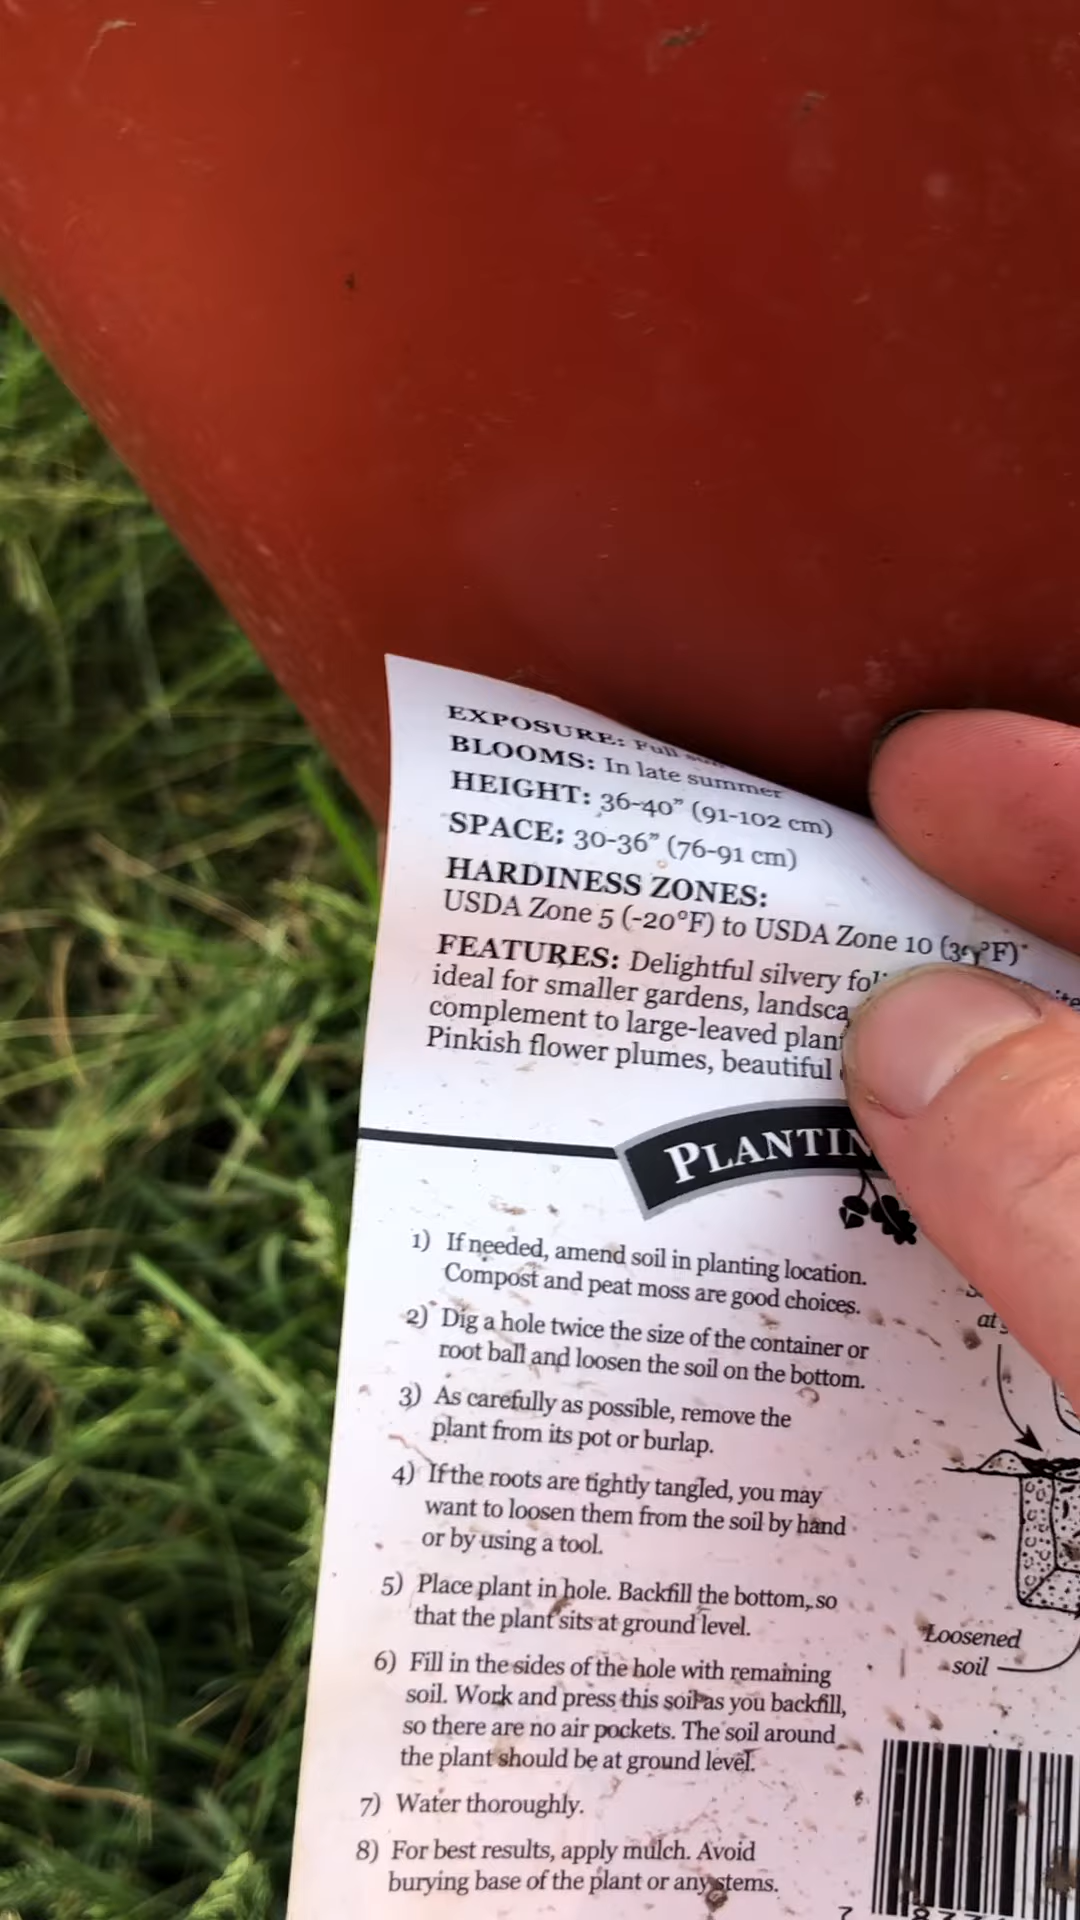 EXPOSURE: Full sun
BLOOMS: In late summer
HEIGHT: 36-40” (91-102 cm)
SPACE: 30-36” (76-91 cm)
HARDINESS ZONES:
USDA Zone 5 (-20°F) to USDA Zone 10 (
FEATURES: Delightful silvery
ideal for smaller gardens,
complement to large-leaved
Pinkish flower plumes, beautiful
1) If needed, amend soil in planting location.
Compost and peat moss are good choices.
2) Dig a hole twice the size of the container or
root ball and loosen the soil on the bottom.
3) As carefully as possible, remove the
plant from its pot or burlap.
4) If the roots are tightly tangled, you may
want to loosen them from the soil by hand
or by using a tool.
5) Place plant in hole. Backfill the bottom, so
that the plant sits at ground level.
6) Fill in the sides of the hole with remaining
soil. Work and press this soil as you backfill,
so there are no air pockets. The soil around
the plant should be at ground level.
7) Water thoroughly.
8) For best results, apply mulch. Avoid
burying base of the plant or any stems.
at
Loosened
soil
7